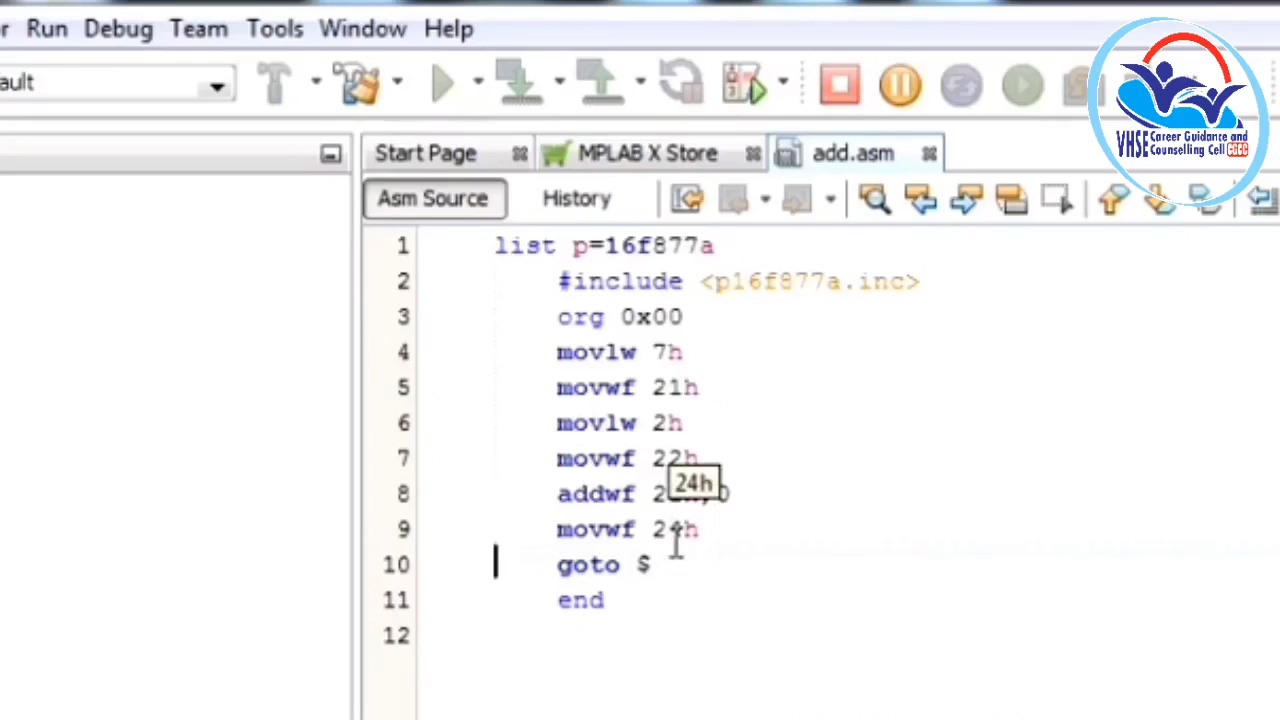 Run Debug Team Tools Window Help
ault
VHSE Career Guidance and
Counselling Cell CGCC
Start Page MPLAB X Store add.asm
Asm Source History
1 list p=16f877a
2 #include <p16f877a.inc>
3 org 0x00
4 movlw 7h
5 movwf 21h
6 movlw 2h
7 movwf 22h
24h
8 addwf
9 movwf 24h
10 goto $
11 end
12